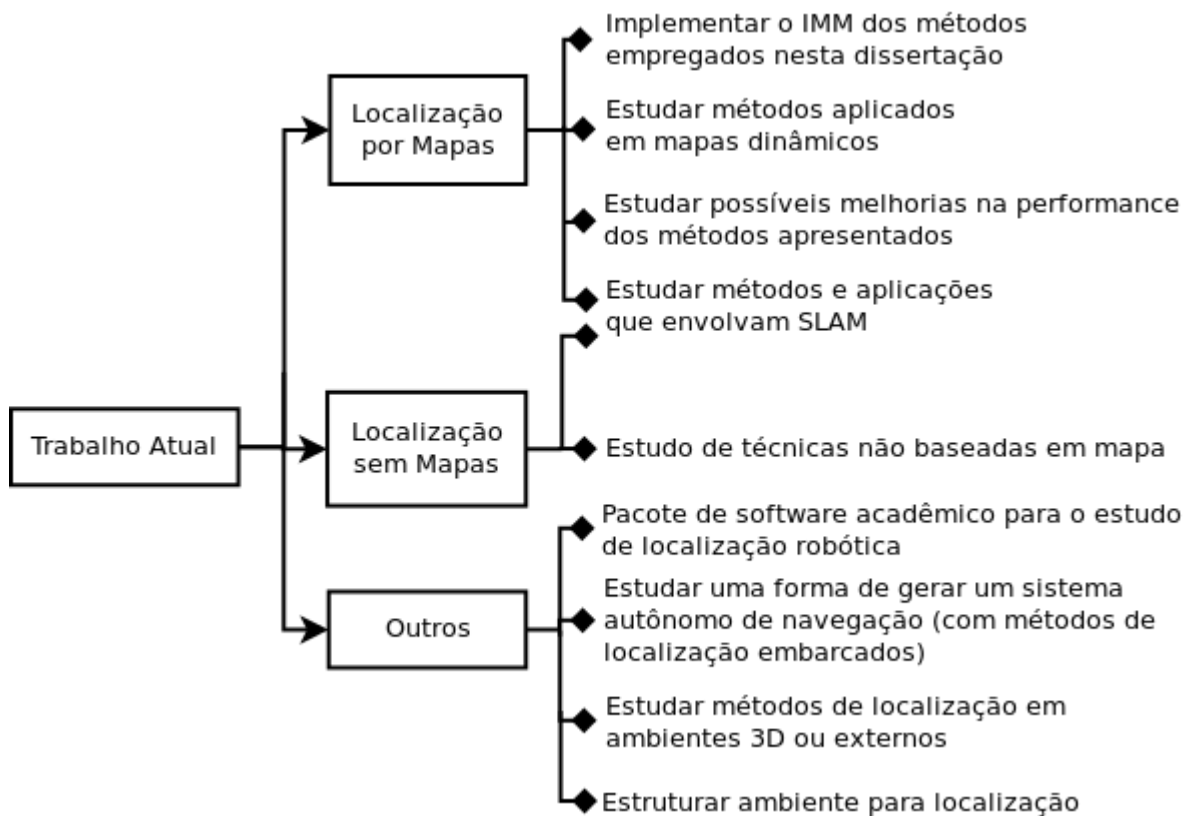 Trabalho Atual
Localização
por Mapas
Implementar o IMM dos métodos
empregados nesta dissertação
Estudar métodos aplicados
em mapas dinâmicos
Estudar possíveis melhorias na performance
dos métodos apresentados
Estudar métodos e aplicações
que envolvam SLAM
Localização
sem Mapas
Estudo de técnicas não baseadas em mapa
Outros
Pacote de software acadêmico para o estudo
de localização robótica
Estudar uma forma de gerar um sistema
autônomo de navegação (com métodos de
localização embarcados)
Estudar métodos de localização em
ambientes 3D ou externos
Estruturar ambiente para localização